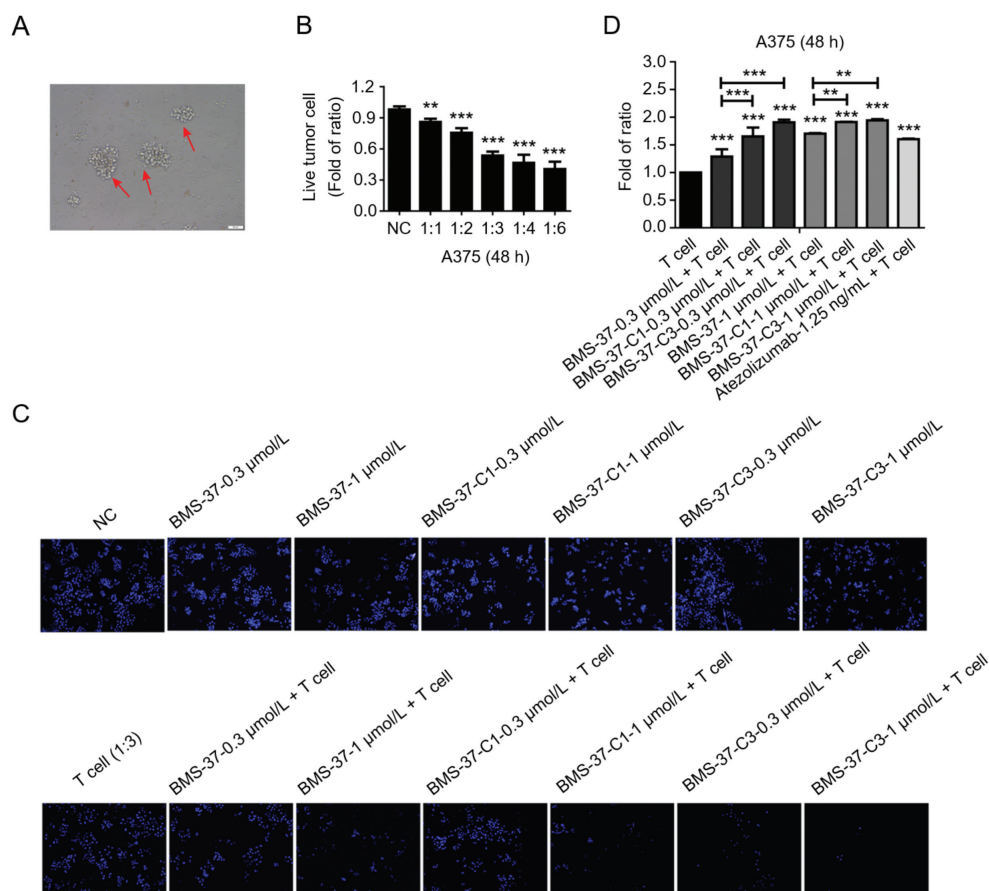 A
B
Live tumor cell
(Fold of ratio)
1.2
0.9
0.6
0.3
0.0
**
***
***
***
***
NC 1:1 1:2 1:3 1:4 1:6
A375 (48 h)
D
A375 (48 h)
Fold of ratio
3.0
2.5
2.0
1.5
1.0
0.5
0.0
***
***
**
**
***
***
***
***
***
***
***
T cell
BMS-37-0.3 μmol/L + T cell
BMS-37-C1-0.3 μmol/L + T cell
BMS-37-C3-0.3 μmol/L + T cell
BMS-37-1 μmol/L + T cell
BMS-37-C1-1 μmol/L + T cell
BMS-37-C3-1 μmol/L + T cell
Atezolizumab-1.25 ng/mL + T cell
C
NC
BMS-37-0.3 μmol/L
BMS-37-1 μmol/L
BMS-37-C1-0.3 μmol/L
BMS-37-C1-1 μmol/L
BMS-37-C3-0.3 μmol/L
BMS-37-C3-1 μmol/L
T cell (1:3)
BMS-37-0.3 μmol/L + T cell
BMS-37-1 μmol/L + T cell
BMS-37-C1-0.3 μmol/L + T cell
BMS-37-C1-1 μmol/L + T cell
BMS-37-C3-0.3 μmol/L + T cell
BMS-37-C3-1 μmol/L + T cell